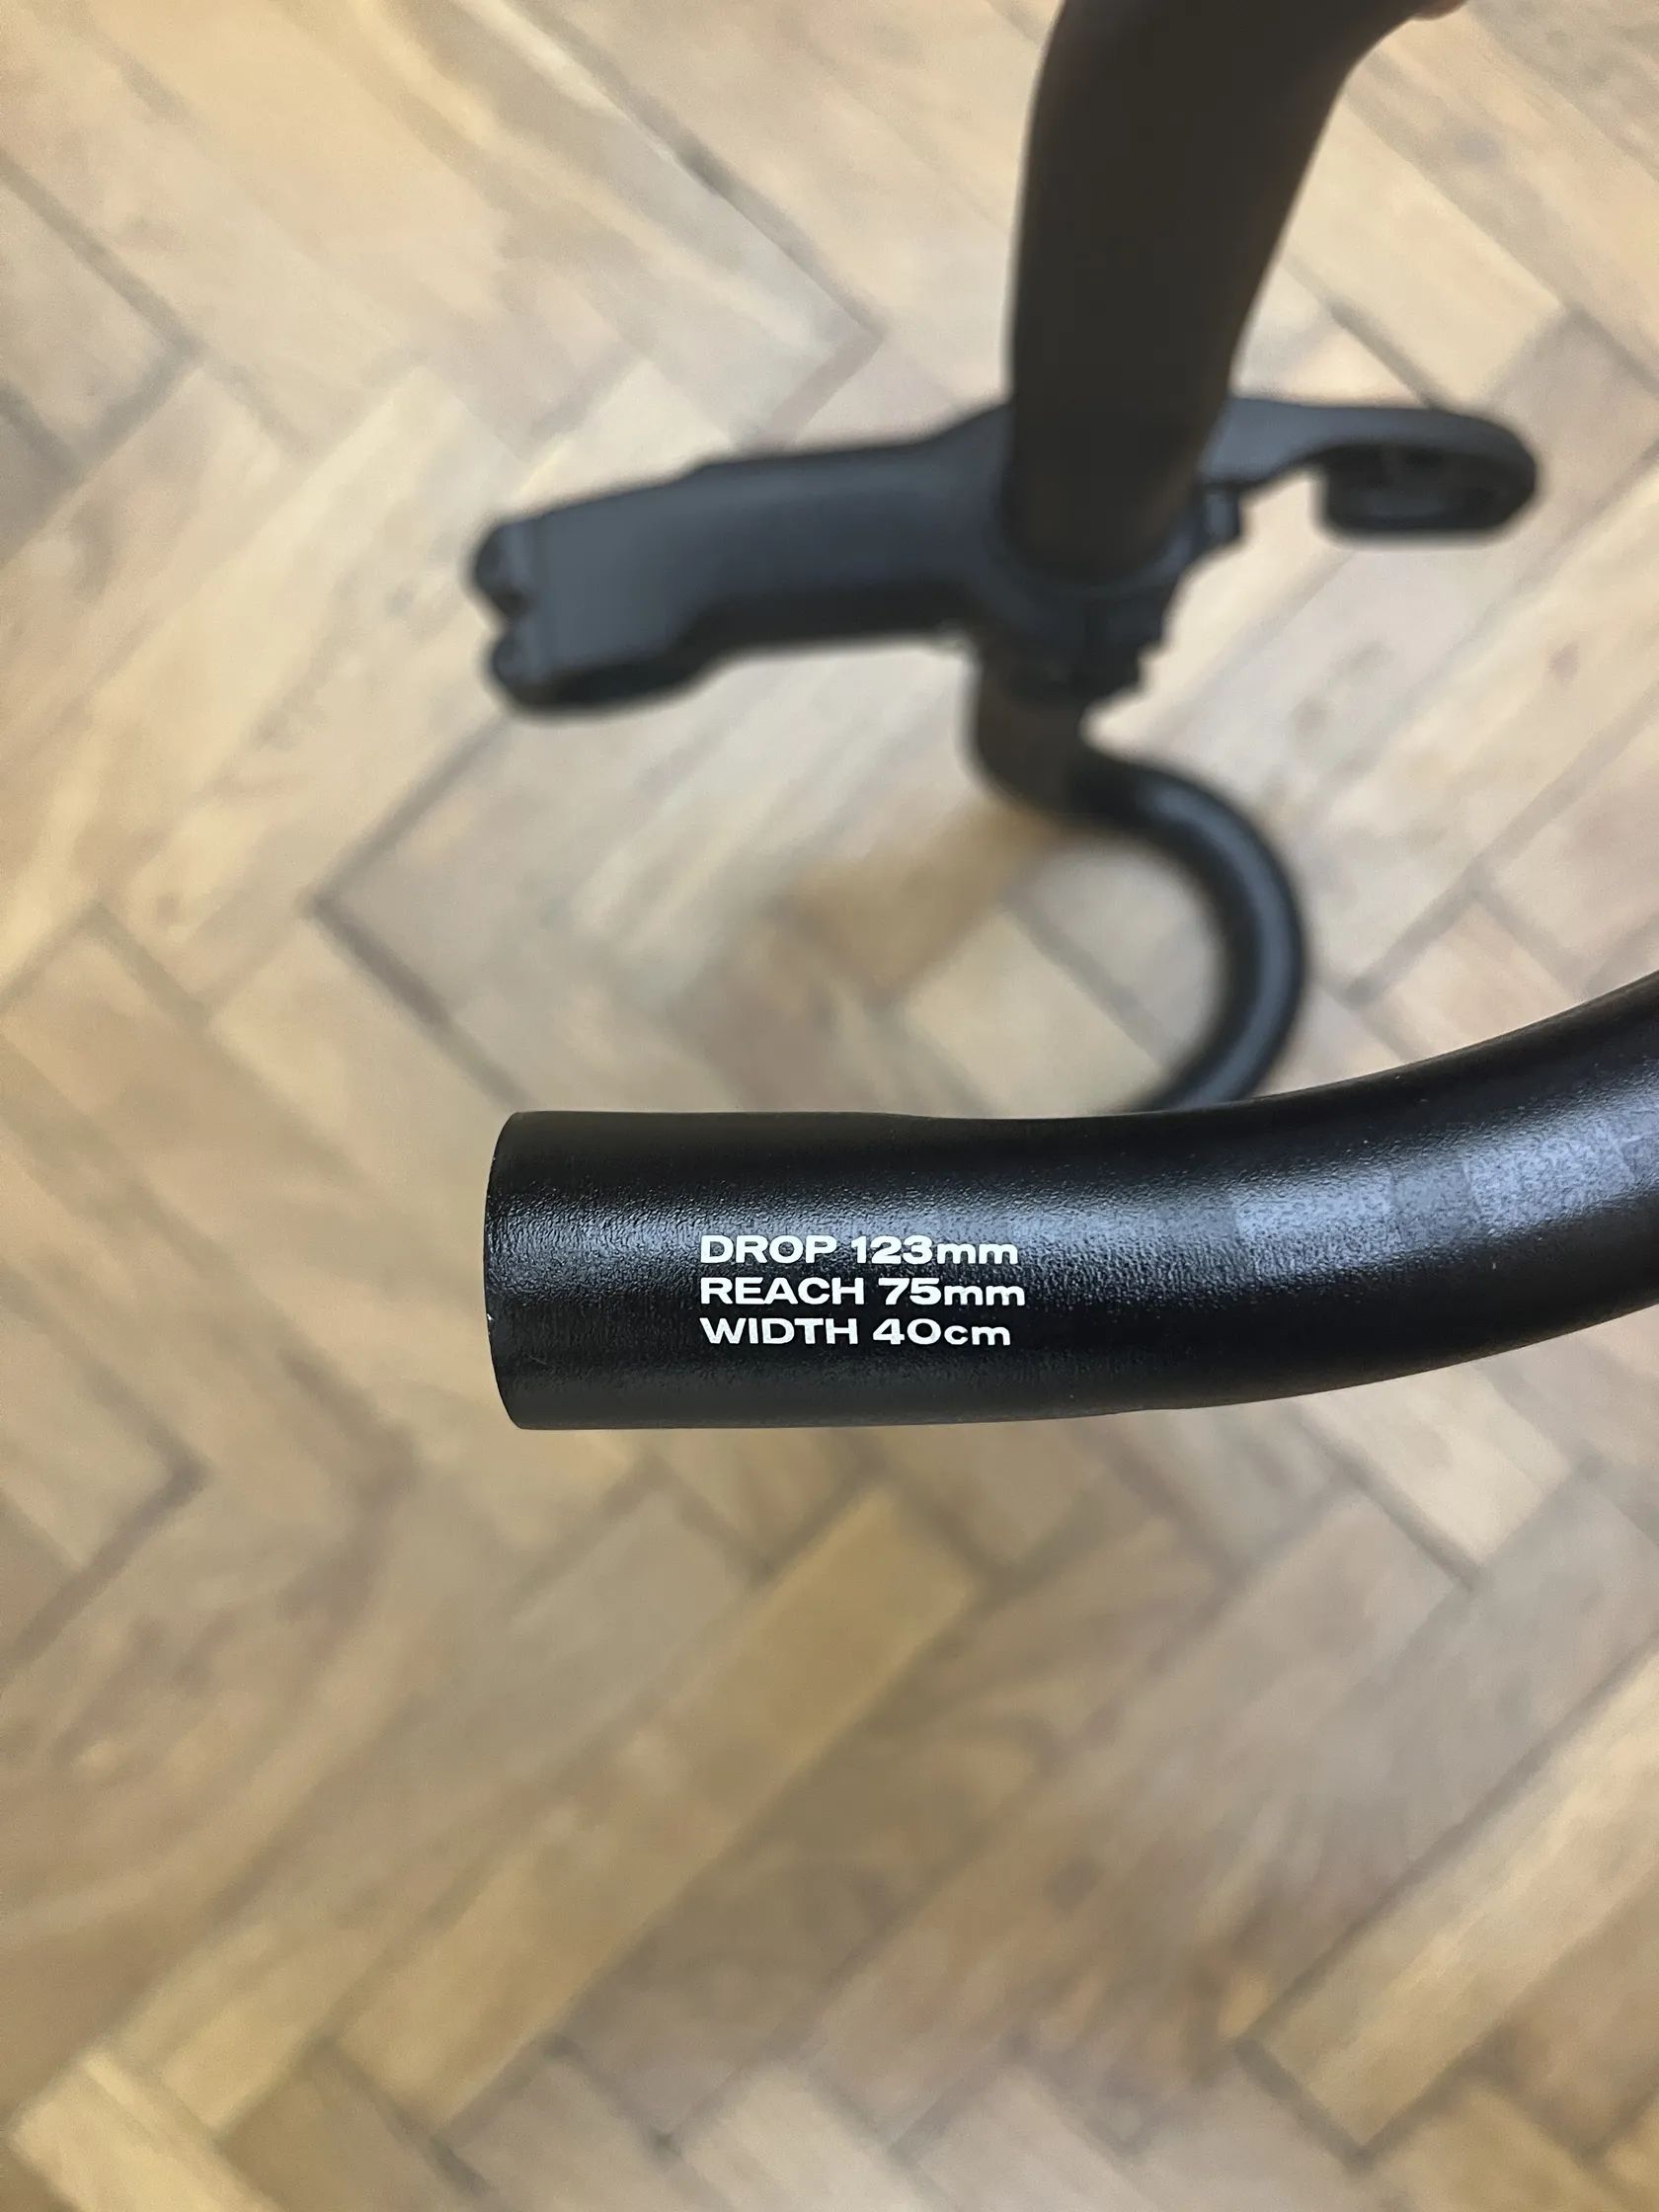 DROP 123mm
REACH 75mm
WIDTH 40cm